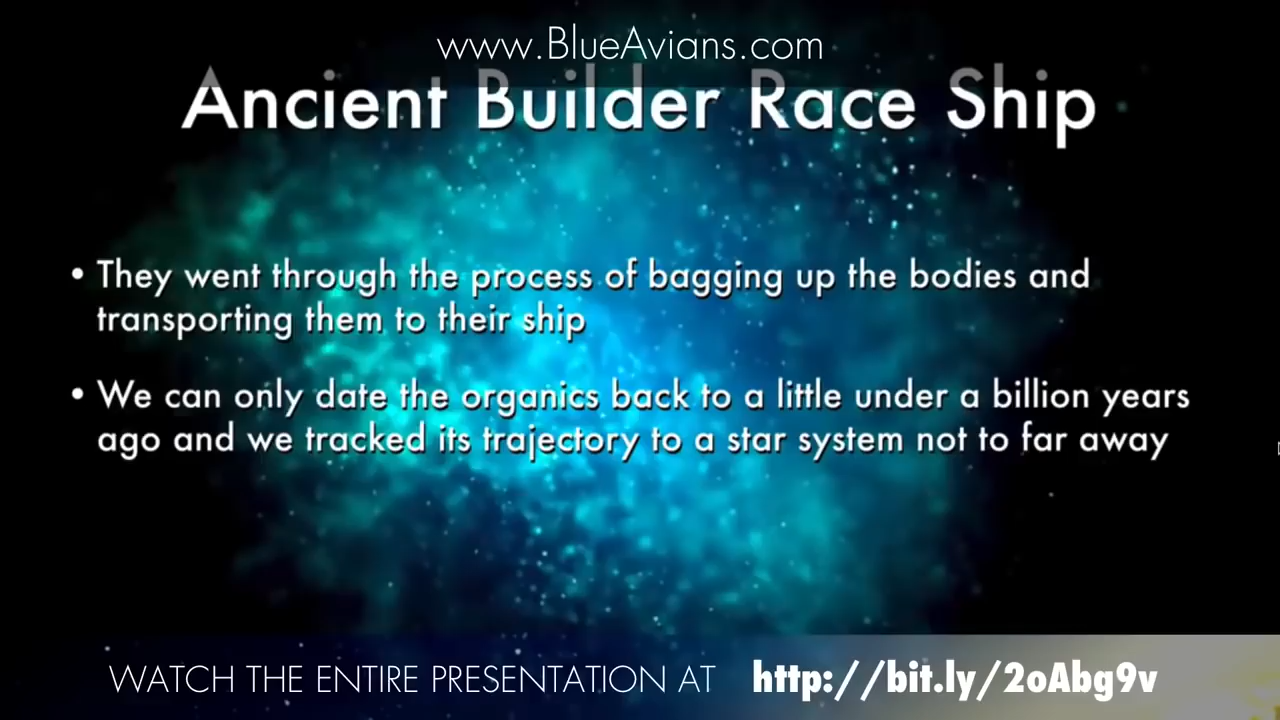 www.BlueAvians.com
Ancient Builder Race Ship
• They went through the process of bagging up the bodies and
transporting them to their ship
• We can only date the organics back to a little under a billion years
ago and we tracked its trajectory to a star system not to far away
WATCH THE ENTIRE PRESENTATION AT http://bit.ly/2oAbg9v